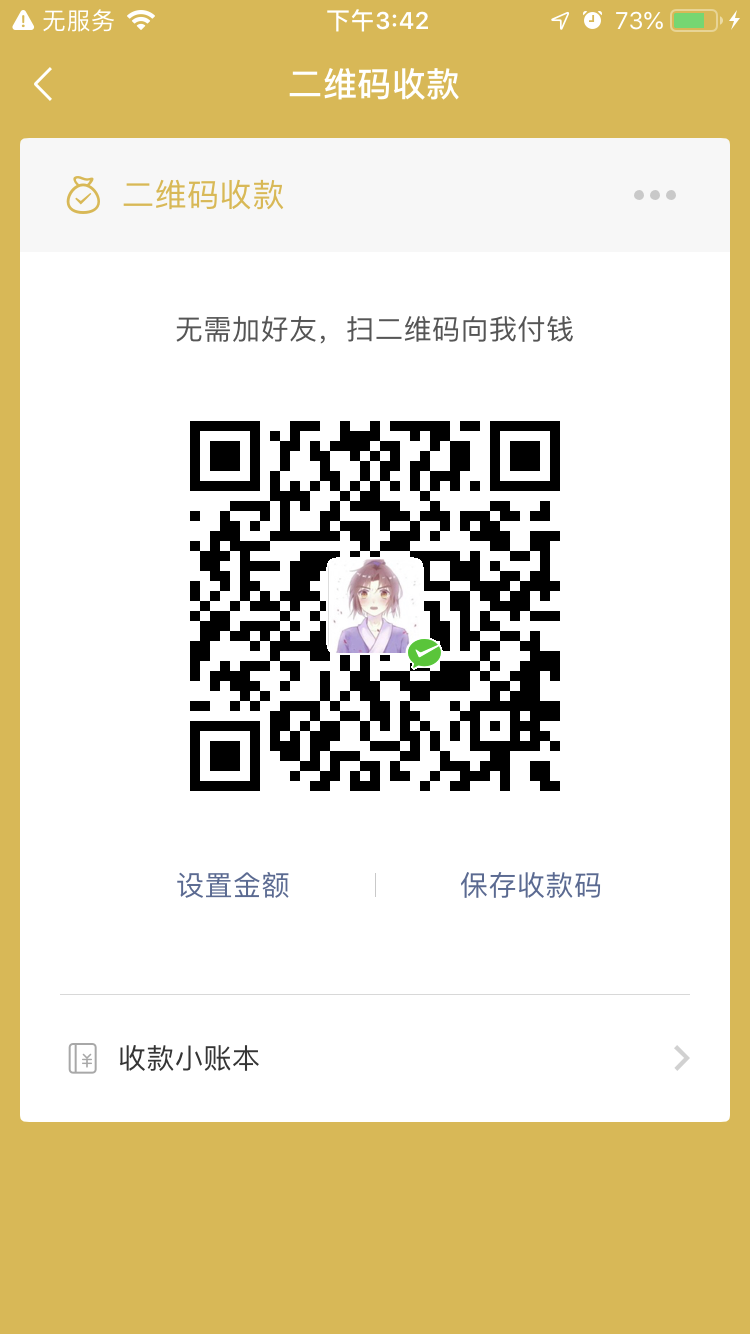 无服务 下午3:42 73%
二维码收款
二维码收款
无需加好友，扫二维码向我付钱
设置金额 保存收款码
¥ 收款小账本